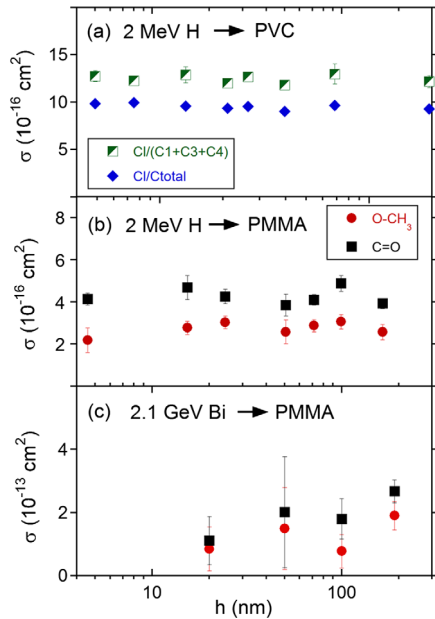 (a) 2 MeV H → PVC
σ (10⁻¹⁶ cm²)
15
10
5
Cl/(C1+C3+C4)
Cl/Ctotal
(b) 2 MeV H → PMMA
σ (10⁻¹⁶ cm²)
8
6
4
2
O-CH₃
C=O
(c) 2.1 GeV Bi → PMMA
σ (10⁻¹³ cm²)
4
2
0
10
100
h (nm)